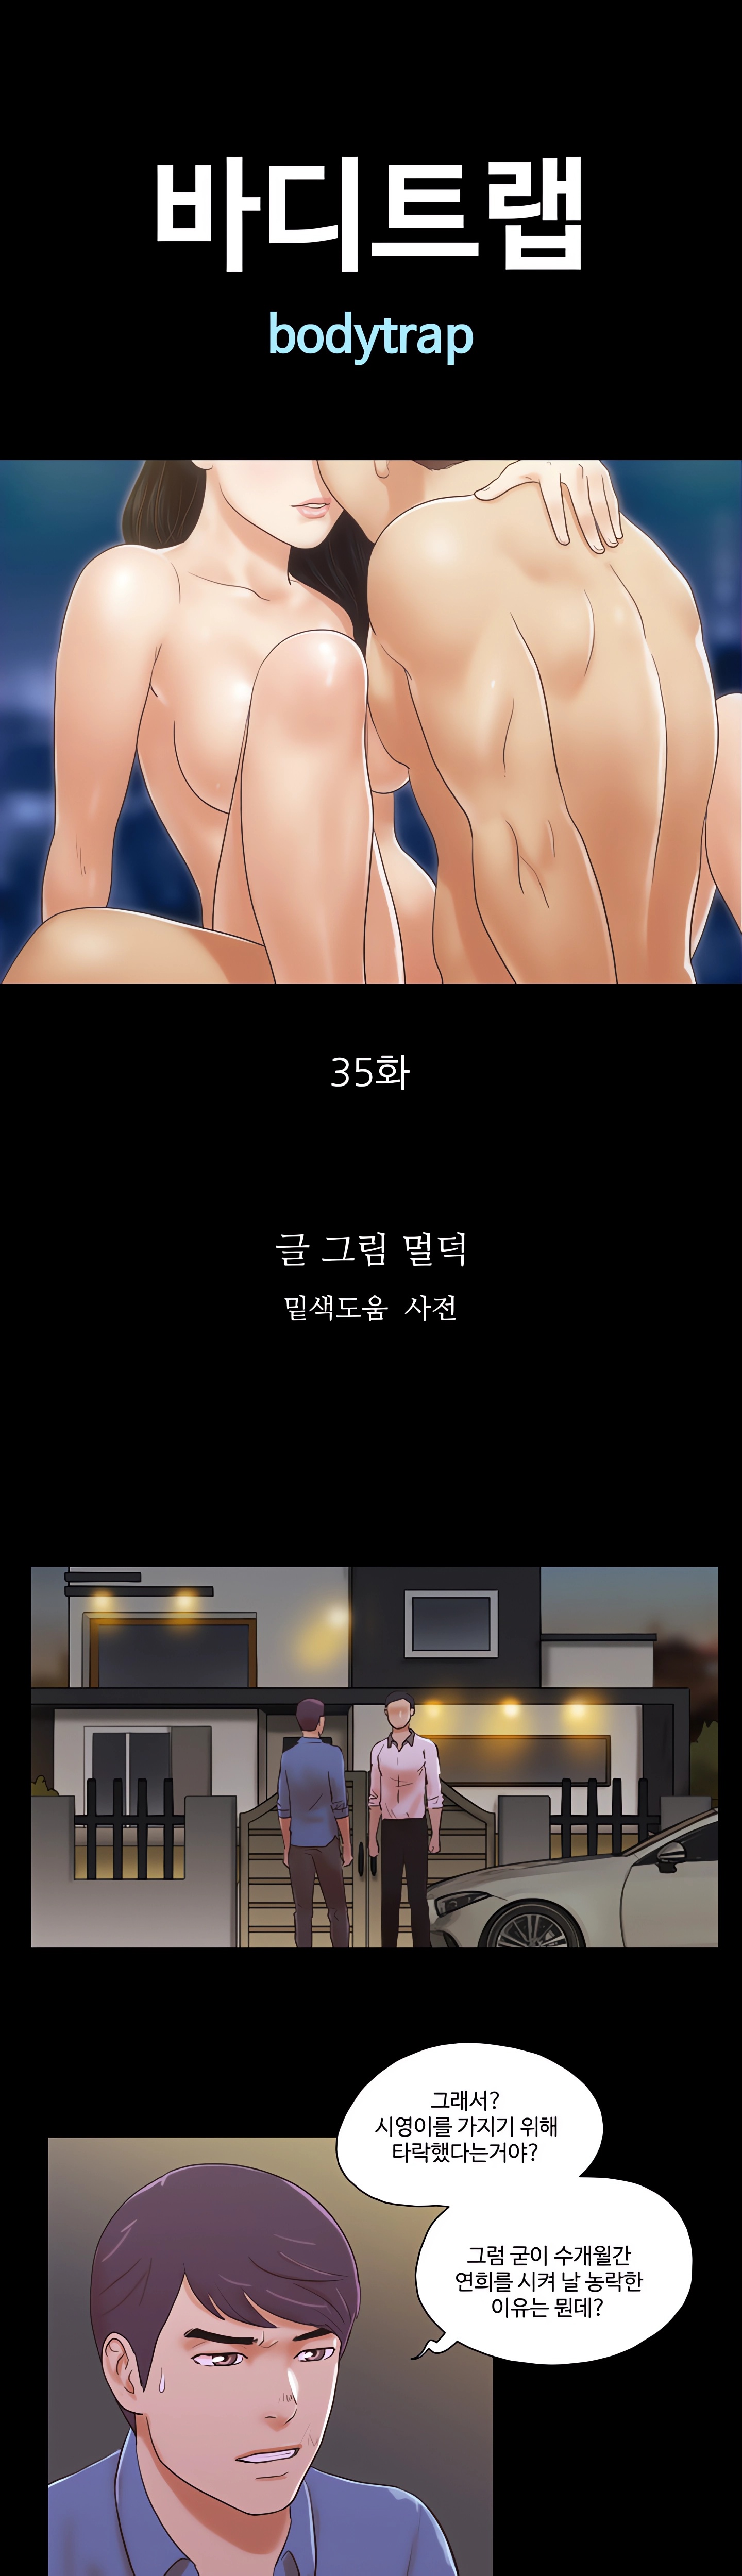 바디트랩
bodytrap
35화
글 그림 멀덕
밑색도움 사전
그래서?
시영이를 가지기 위해
타락했다는거야?
그럼 굳이 수개월간
연희를 시켜 날 농락한
이유는 뭔데?